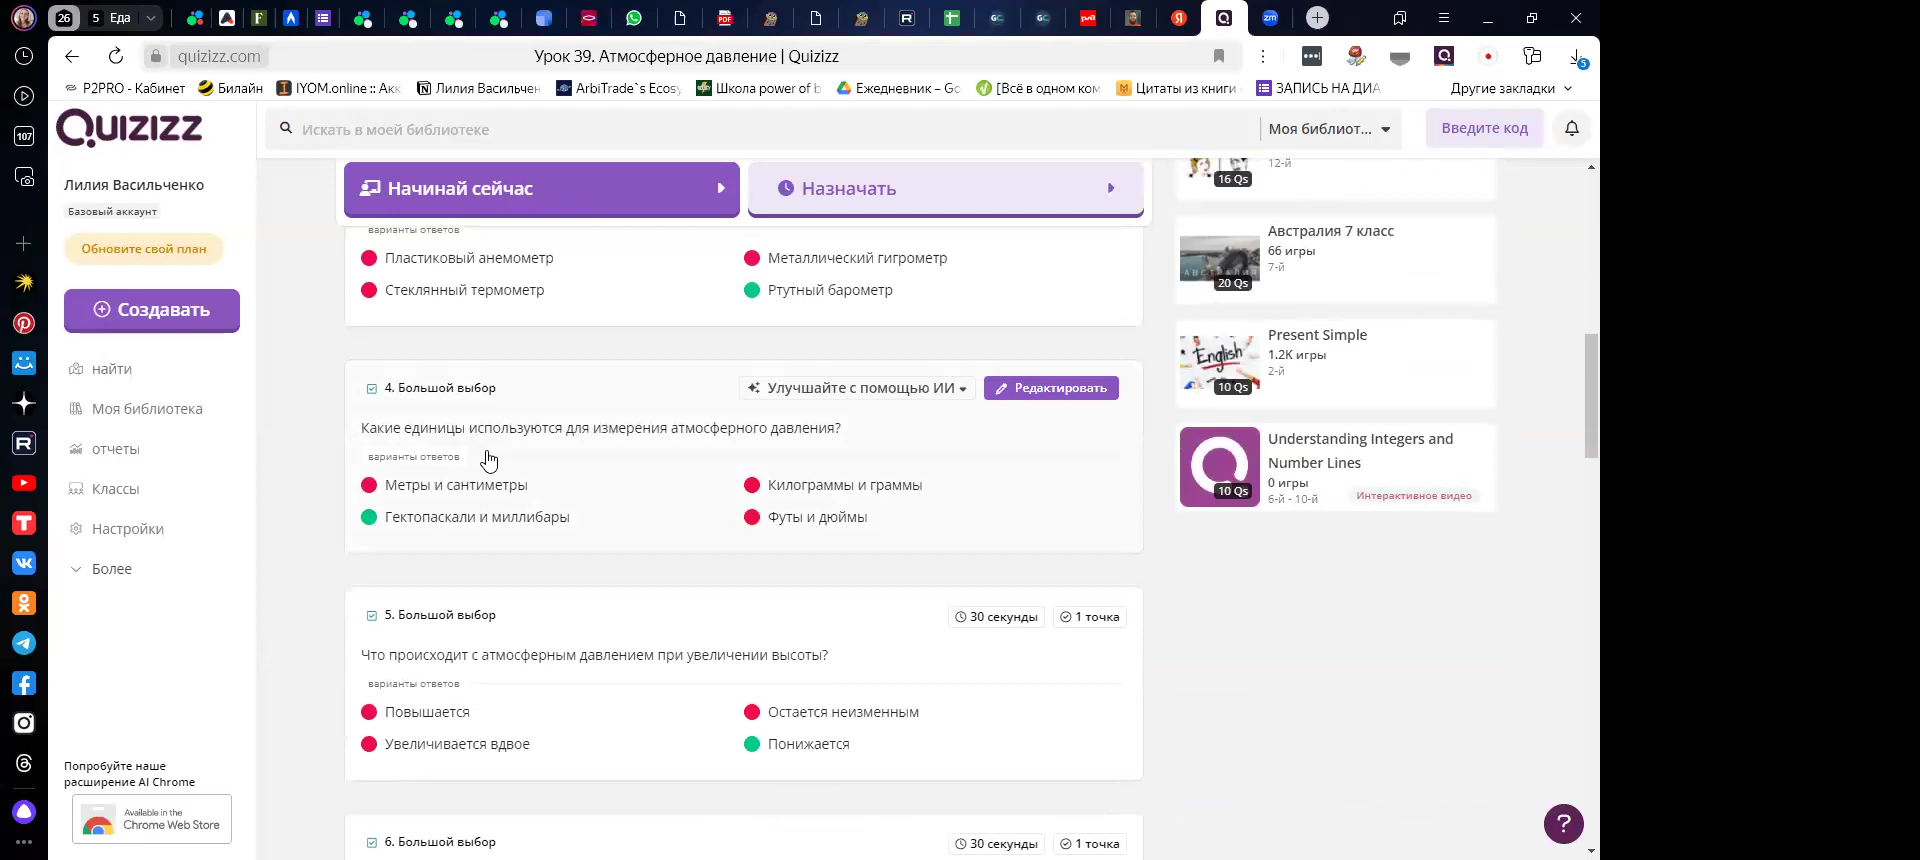 26
5 Еда
quizizz.com
Урок 39. Атмосферное давление | Quizizz
5
P2PRO - Кабинет
Билайн
IYOM.online :: Акк
Лилия Васильчен
ArbiTrade`s Ecosy
Школа power of b
Ежедневник – Go
[Всё в одном ком
Цитаты из книги
ЗАПИСЬ НА ДИА
Другие закладки
QUIZIZZ
Искать в моей библиотеке
Моя библиот...
Введите код
107
Лилия Васильченко
Базовый аккаунт
Обновите свой план
Создавать
найти
Моя библиотека
отчеты
Классы
Настройки
Более
Попробуйте наше
расширение AI Chrome
Available in the
Chrome Web Store
Начинай сейчас
Назначать
варианты ответов
Пластиковый анемометр
Металлический гигрометр
Стеклянный термометр
Ртутный барометр
4. Большой выбор
Улучшайте с помощью ИИ
Редактировать
Какие единицы используются для измерения атмосферного давления?
варианты ответов
Метры и сантиметры
Килограммы и граммы
Гектопаскали и миллибары
Футы и дюймы
5. Большой выбор
30 секунды
1 точка
Что происходит с атмосферным давлением при увеличении высоты?
варианты ответов
Повышается
Остается неизменным
Увеличивается вдвое
Понижается
6. Большой выбор
30 секунды
1 точка
12-й
16 Qs
Австралия 7 класс
66 игры
7-й
20 Qs
Present Simple
1.2K игры
2-й
English
10 Qs
Understanding Integers and
Number Lines
0 игры
6-й - 10-й
Интерактивное видео
10 Qs
?